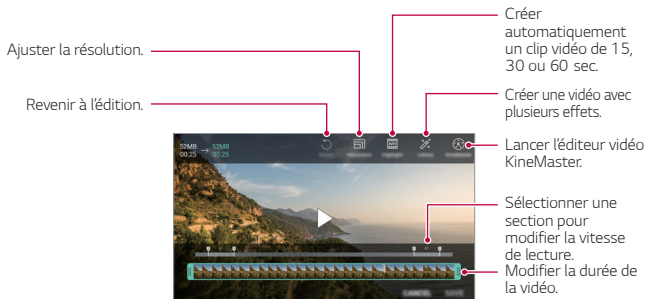 Créer
automatiquement
un clip vidéo de 15,
30 ou 60 sec.
Ajuster la résolution.
Créer une vidéo avec
plusieurs effets.
Revenir à l'édition.
Lancer l'éditeur vidéo
KineMaster.
52MB → 52MB
00:25 00:25
Sélectionner une
section pour
modifier la vitesse
de lecture.
Modifier la durée de
la vidéo.
CANCEL SAVE